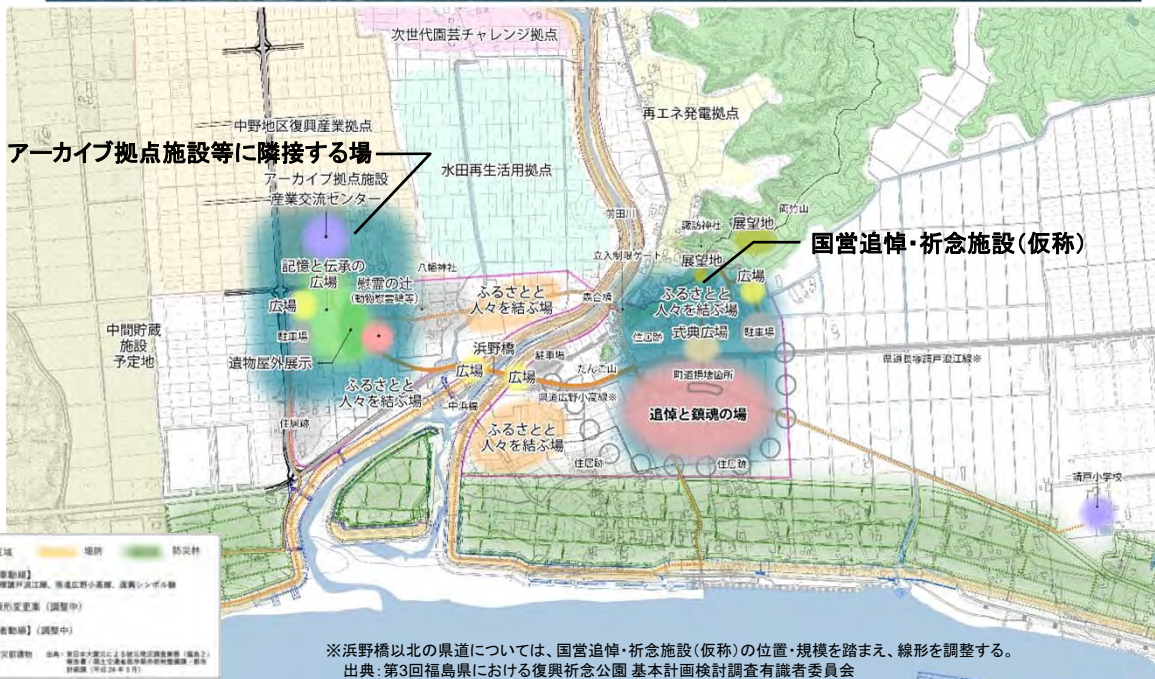 次世代園芸チャレンジ拠点
再エネ発電拠点
中野地区復興産業拠点
アーカイブ拠点施設等に隣接する場
アーカイブ拠点施設
産業交流センター
水田再生活用拠点
前田川
諏訪神社
展望地
両竹山
立入制限ゲート
展望地
国営追悼・祈念施設(仮称)
記憶と伝承の
広場
八幡神社
慰霊の辻
(動物慰霊碑等)
ふるさとと
人々を結ぶ場
森合橋
ふるさとと
人々を結ぶ場
広場
広場
中間貯蔵
施設
予定地
駐車場
住居跡
式典広場
駐車場
浜野橋
駐車場
県道長塚請戸浪江線※
遺物屋外展示
広場
広場
たんこ山
町道摂地箇所
ふるさとと
人々を結ぶ場
中浜橋
県道広野小高線※
追悼と鎮魂の場
住居跡
ふるさとと
人々を結ぶ場
住居跡
住居跡
請戸小学校
堤防
防災林
形変更案(調整中)
(調整中)
※浜野橋以北の県道については、国営追悼・祈念施設(仮称)の位置・規模を踏まえ、線形を調整する。
出典:第3回福島県における復興祈念公園 基本計画検討調査有識者委員会